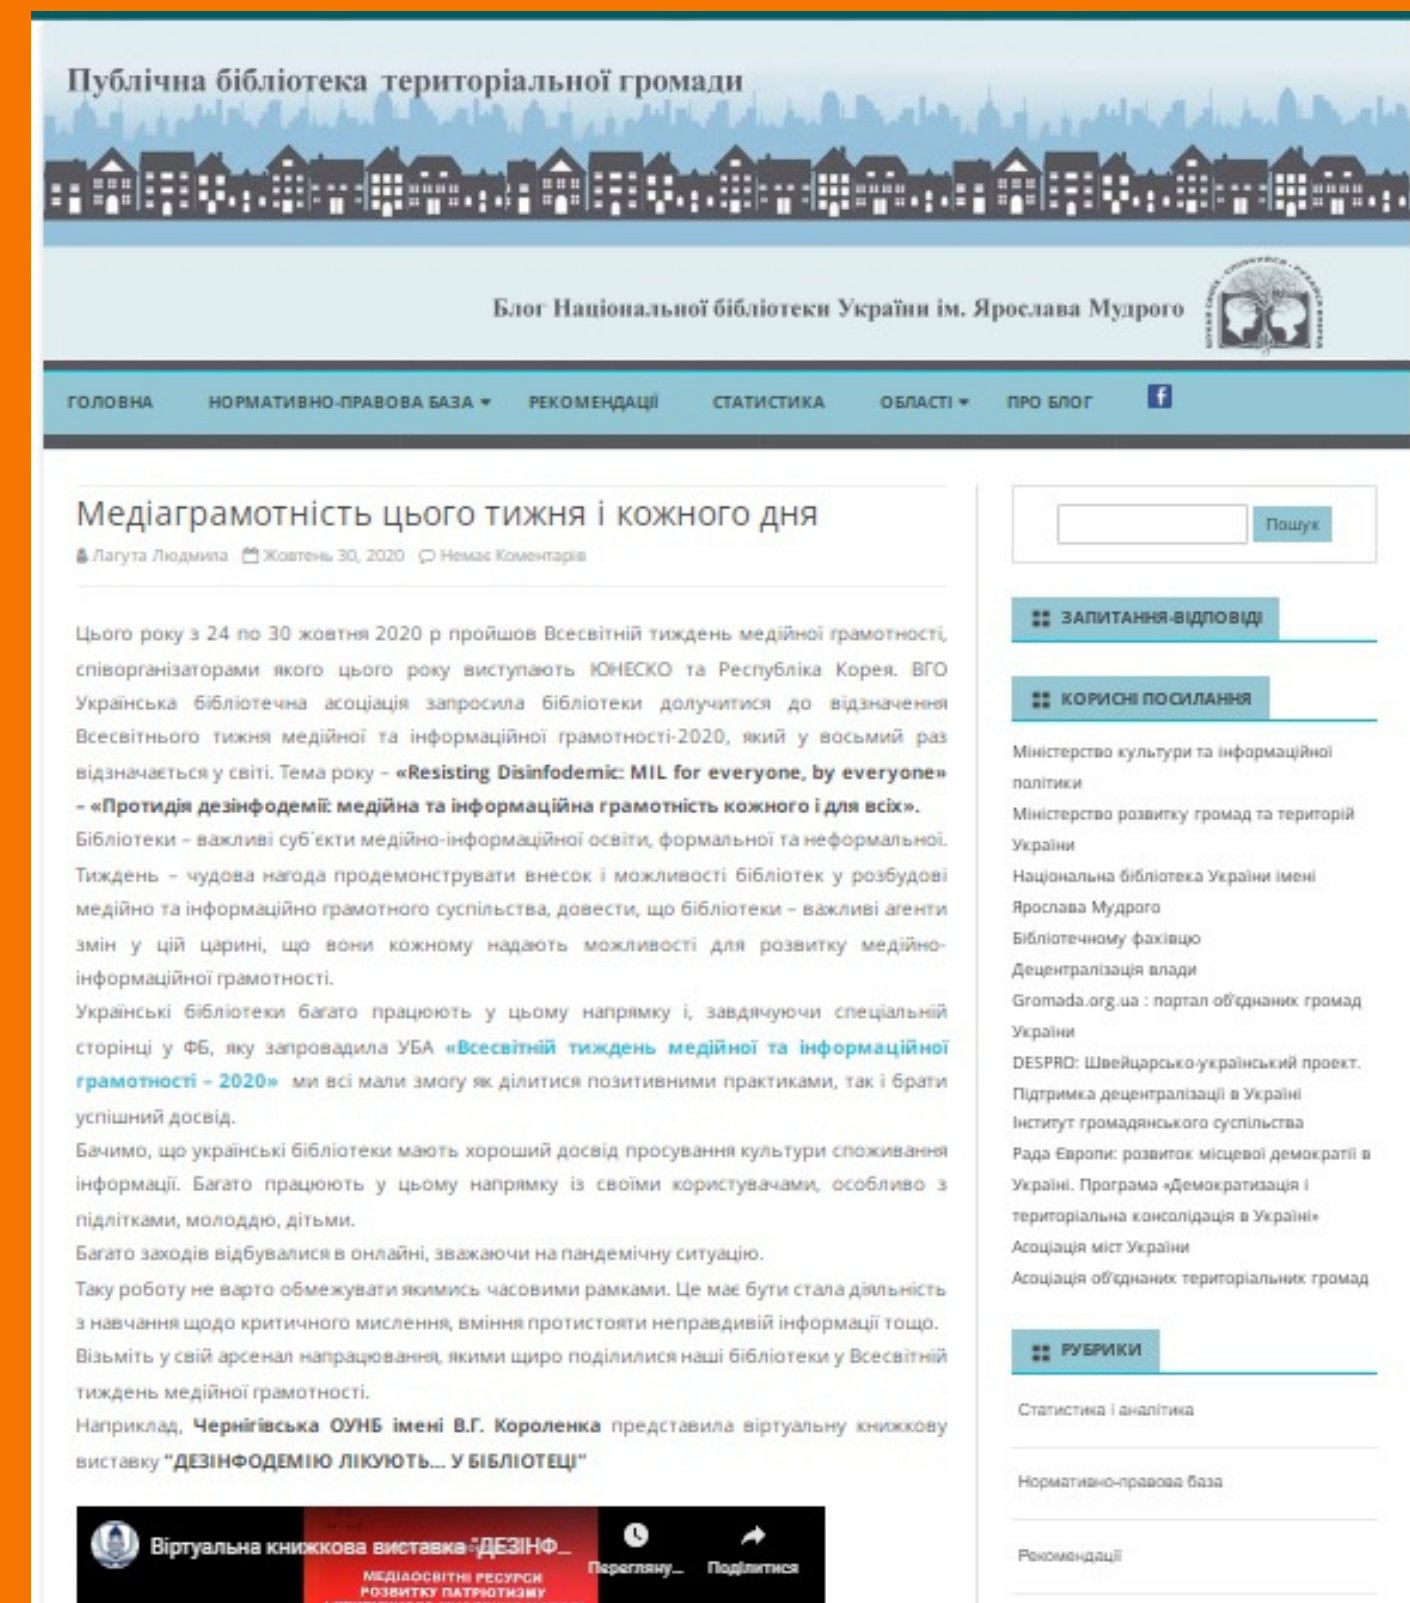 Публічна бібліотека територіальної громади
Блог Національної бібліотеки України ім. Ярослава Мудрого
ГОЛОВНА НОРМАТИВНО-ПРАВОВА БАЗА РЕКОМЕНДАЦІЇ СТАТИСТИКА ОБЛАСТІ ПРО БЛОГ f
Медіаграмотність цього тижня і кожного дня
Лагута Людмила Жовтень 30, 2020 Немає Коментарів
Цього року з 24 по 30 жовтня 2020 р пройшов Всесвітній тиждень медійної грамотності,
співорганізаторами якого цього року виступають ЮНЕСКО та Республіка Корея. ВГО
Українська бібліотечна асоціація запросила бібліотеки долучитися до відзначення
Всесвітнього тижня медійної та інформаційної грамотності-2020, який у восьмий раз
відзначається у світі. Тема року – «Resisting Disinfodemic: MIL for everyone, by everyone»
– «Протидія дезінфодемії: медійна та інформаційна грамотність кожного і для всіх».
Бібліотеки – важливі суб`єкти медійно-інформаційної освіти, формальної та неформальної.
Тиждень – чудова нагода продемонструвати внесок і можливості бібліотек у розбудові
медійно та інформаційно грамотного суспільства, довести, що бібліотеки – важливі агенти
змін у цій царині, що вони кожному надають можливості для розвитку медійно-
інформаційної грамотності.
Українські бібліотеки багато працюють у цьому напрямку і, завдячуючи спеціальній
сторінці у ФБ, яку запровадила УБА «Всесвітній тиждень медійної та інформаційної
грамотності – 2020» ми всі мали змогу як ділитися позитивними практиками, так і брати
успішний досвід.
Бачимо, що українські бібліотеки мають хороший досвід просування культури споживання
інформації. Багато працюють у цьому напрямку із своїми користувачами, особливо з
підлітками, молоддю, дітьми.
Багато заходів відбувалися в онлайні, зважаючи на пандемічну ситуацію.
Таку роботу не варто обмежувати якимись часовими рамками. Це має бути стала діяльність
з навчання щодо критичного мислення, вміння протистояти неправдивій інформації тощо.
Візьміть у свій арсенал напрацювання, якими щиро поділилися наші бібліотеки у Всесвітній
тиждень медійної грамотності.
Наприклад, Чернігівська ОУНБ імені В.Г. Короленка представила віртуальну книжкову
виставку "ДЕЗІНФОДЕМІЮ ЛІКУЮТЬ... У БІБЛІОТЕЦІ"
Віртуальна книжкова виставка "ДЕЗІНФ...
Перегляну... Поділитися
МЕДІАОСВІТНІ РЕСУРСИ
РОЗВИТКУ ПАТРІОТИЗМУ
Пошук
ЗАПИТАННЯ-ВІДПОВІДІ
КОРИСНІ ПОСИЛАННЯ
Міністерство культури та інформаційної
політики
Міністерство розвитку громад та територій
України
Національна бібліотека України імені
Ярослава Мудрого
Бібліотечному фахівцю
Децентралізація влади
Gromada.org.ua : портал об'єднаних громад
України
DESPRO: Швейцарсько-український проект.
Підтримка децентралізації в Україні
Інститут громадянського суспільства
Рада Європи: розвиток місцевої демократії в
Україні. Програма «Демократизація і
територіальна консолідація в Україні»
Асоціація міст України
Асоціація об'єднаних територіальних громад
РУБРИКИ
Статистика і аналітика
Нормативно-правова база
Рекомендації